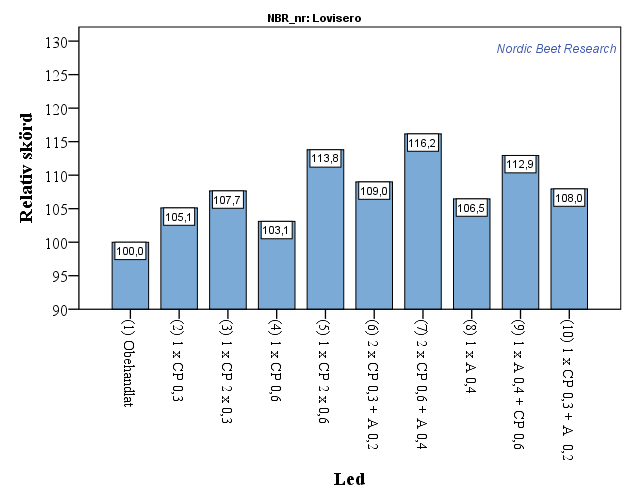 NBR_nr: Lovisero
Nordic Beet Research
Relativ skörd
130
125
120
115
110
105
100
95
90
100,0
105,1
107,7
103,1
113,8
109,0
116,2
106,5
112,9
108,0
(1) Obehandlat
(2) 1 x CP 0,3
(3) 1 x CP 2 x 0,3
(4) 1 x CP 0,6
(5) 1 x CP 2 x 0,6
(6) 2 x CP 0,3 + A 0,2
(7) 2 x CP 0,6 + A 0,4
(8) 1 x A 0,4
(9) 1 x A 0,4 + CP 0,6
(10) 1 x CP 0,3 + A 0,2
Led